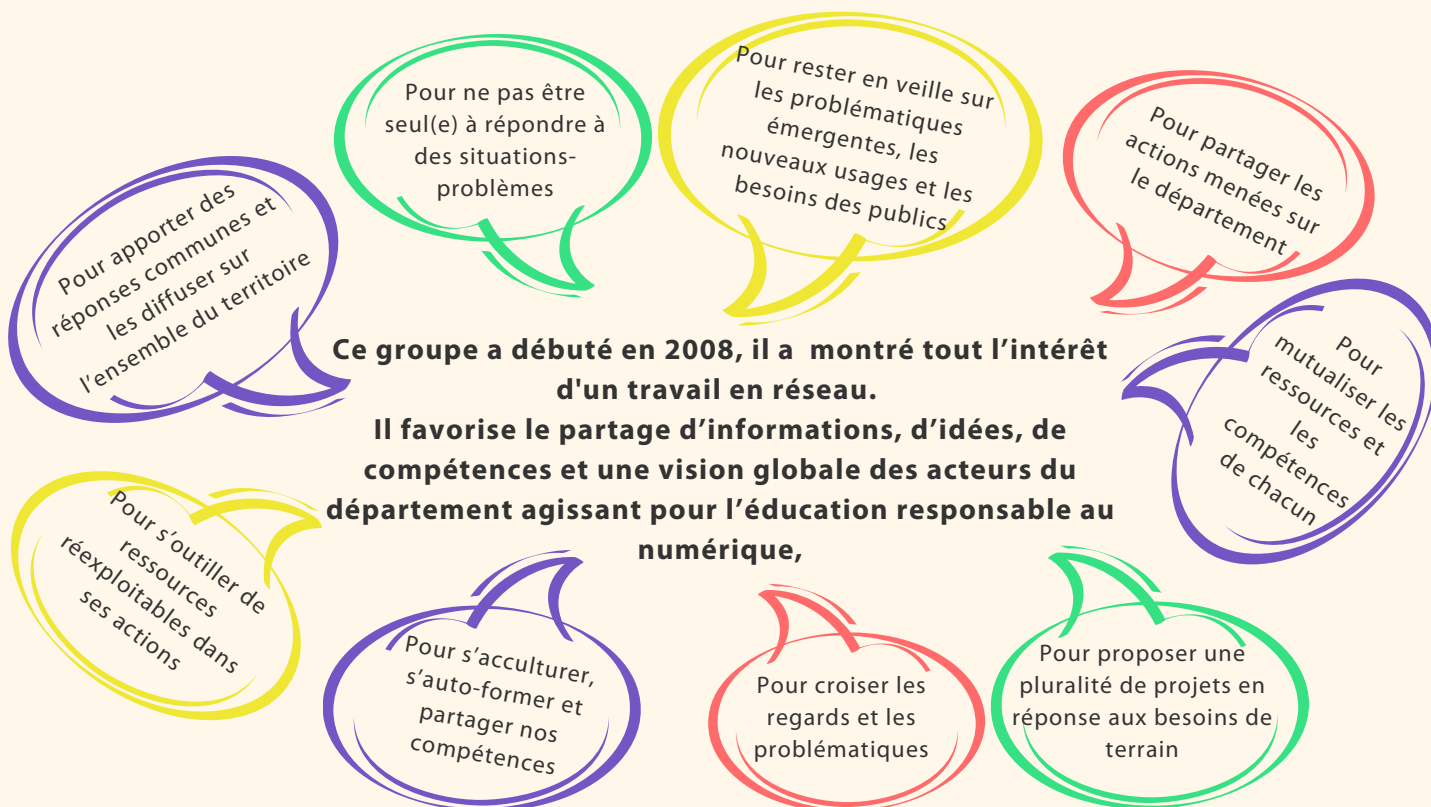 Pour ne pas être
seul(e) à répondre à
des situations-
problèmes
Pour rester en veille sur
les problématiques
émergentes, les
nouveaux usages et les
besoins des publics
Pour partager les
actions menées sur
le département
Pour apporter des
réponses communes et
les diffuser sur
l'ensemble du territoire
Pour
mutualiser les
ressources et
les
compétences
de chacun
Ce groupe a débuté en 2008, il a  montré tout l’intérêt
d'un travail en réseau.
Il favorise le partage d’informations, d’idées, de
compétences et une vision globale des acteurs du
département agissant pour l’éducation responsable au
numérique,
Pour s’outiller de
ressources
réexploitables dans
ses actions
Pour s’acculturer,
s’auto-former et
partager nos
compétences
Pour croiser les
regards et les
problématiques
Pour proposer une
pluralité de projets en
réponse aux besoins de
terrain